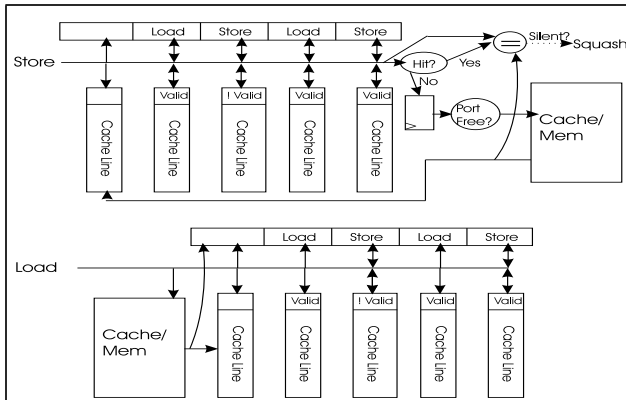 Load Store Load Store Silent?
Store Hit? Yes = Squash
No
Valid ! Valid Valid Valid
Port
Free?
Cache Line Cache Line Cache Line Cache Line Cache Line
Cache/
Mem
Load Store Load Store
Load
Valid ! Valid Valid Valid
Cache/
Mem
Cache Line Cache Line Cache Line Cache Line Cache Line